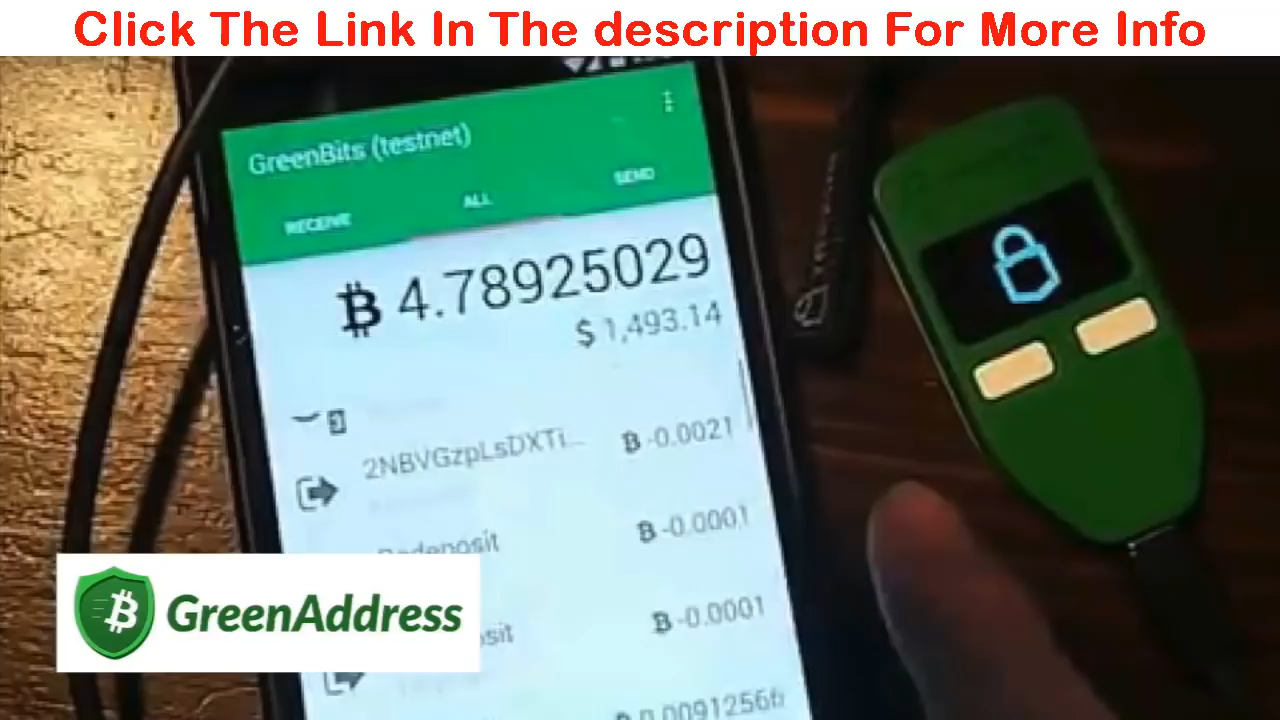 Click The Link In The description For More Info
GreenBits (testnet)
RECEIVE
ALL
SEND
₿ 4.78925029
$ 1,493.14
2NBVGzpLsDXTi...
₿ -0.0021
Redeposit
₿ -0.0001
₿ -0.0001
GreenAddress